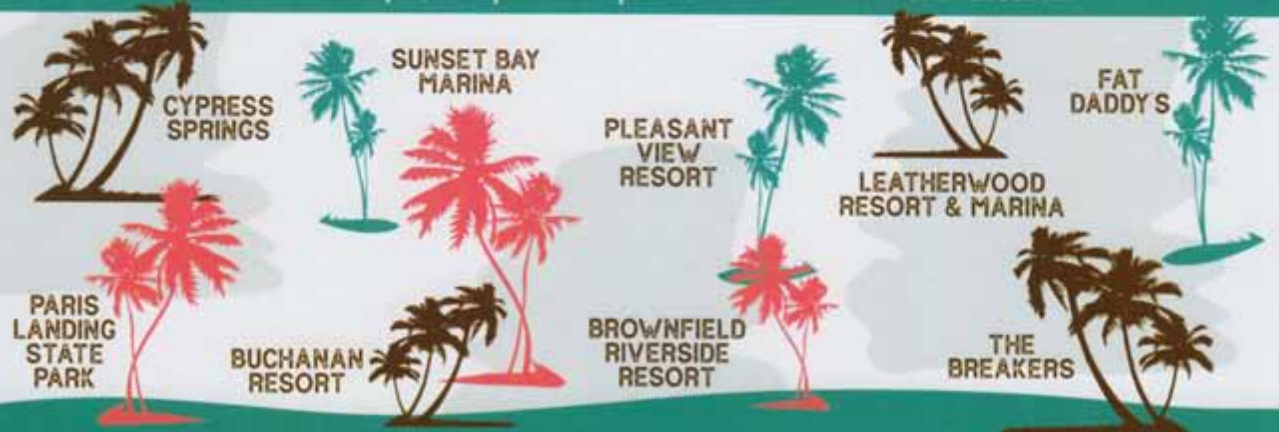 CYPRESS
SPRINGS
SUNSET BAY
MARINA
PLEASANT
VIEW
RESORT
LEATHERWOOD
RESORT & MARINA
FAT
DADDY'S
PARIS
LANDING
STATE
PARK
BUCHANAN
RESORT
BROWNFIELD
RIVERSIDE
RESORT
THE
BREAKERS